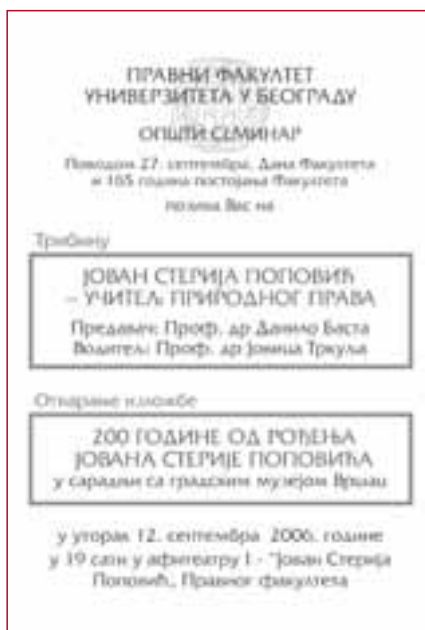 ПРАВНИ ФАКУЛТЕТ
УНИВЕРЗИТЕТА У БЕОГРАДУ
ОПШТИ СЕМИНАР
Поводом 27. септембра, Дана Факултета
и 165 година постојања Факултета
позива Вас на
Трибину
ЈОВАН СТЕРИЈА ПОПОВИЋ
– УЧИТЕЉ ПРИРОДНОГ ПРАВА
Предавач: Проф. др Данило Баста
Водитељ: Проф. др Јовица Тркуља
Отварање изложбе
200 ГОДИНЕ ОД РОЂЕЊА
ЈОВАНА СТЕРИЈЕ ПОПОВИЋА
у сарадњи са градским музејом Вршац
у уторак 12. септембра 2006. године
у 19 сати у афитеатру I - "Јован Стерија
Поповић„ Правног факултета